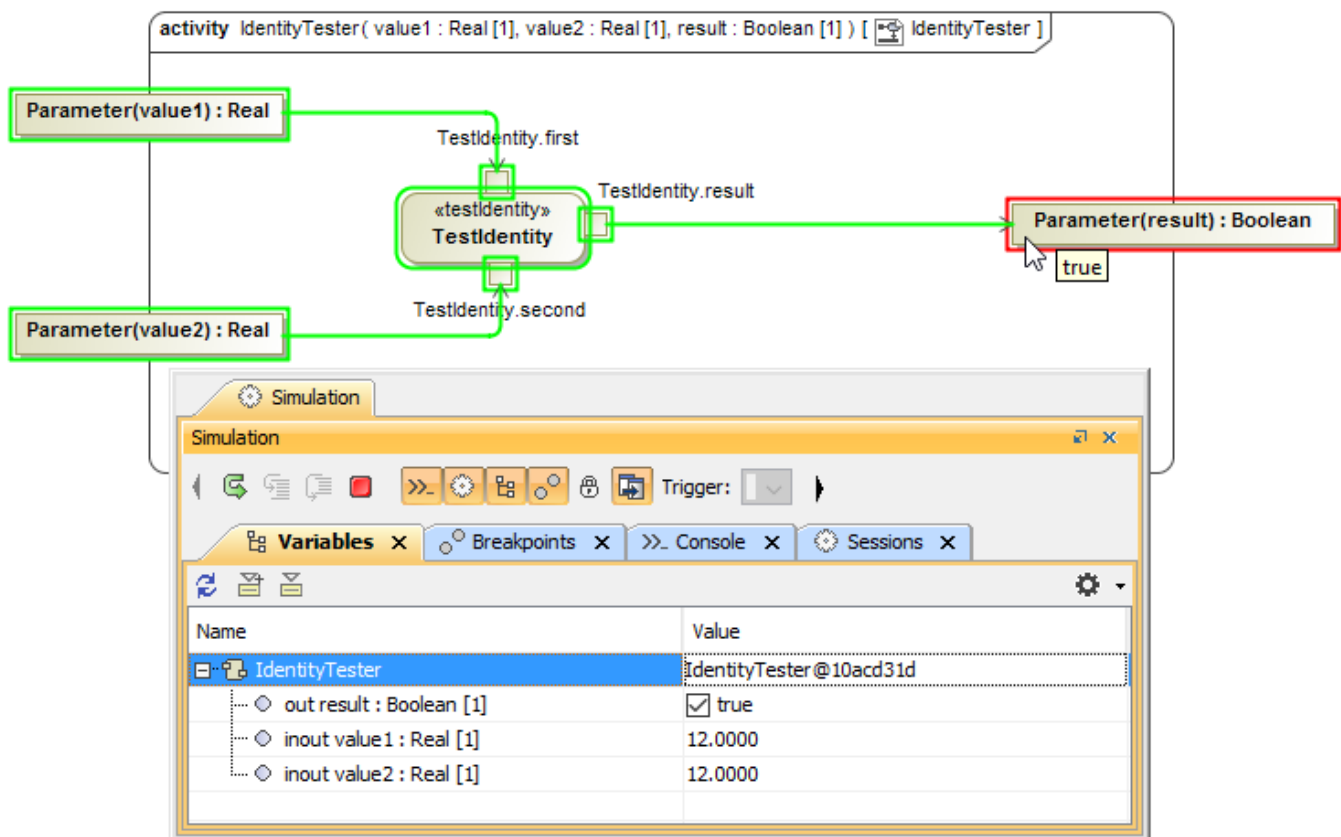 activity IdentityTester( value1 : Real [1], value2 : Real [1], result : Boolean [1] ) [ IdentityTester ]
Parameter(value1) : Real
TestIdentity.first
TestIdentity.result
«testIdentity»
TestIdentity
Parameter(result) : Boolean
true
TestIdentity.second
Parameter(value2) : Real
Simulation
Simulation
Trigger:
Variables Breakpoints Console Sessions
Name Value
IdentityTester IdentityTester@10acd31d
out result : Boolean [1] true
inout value1 : Real [1] 12.0000
inout value2 : Real [1] 12.0000